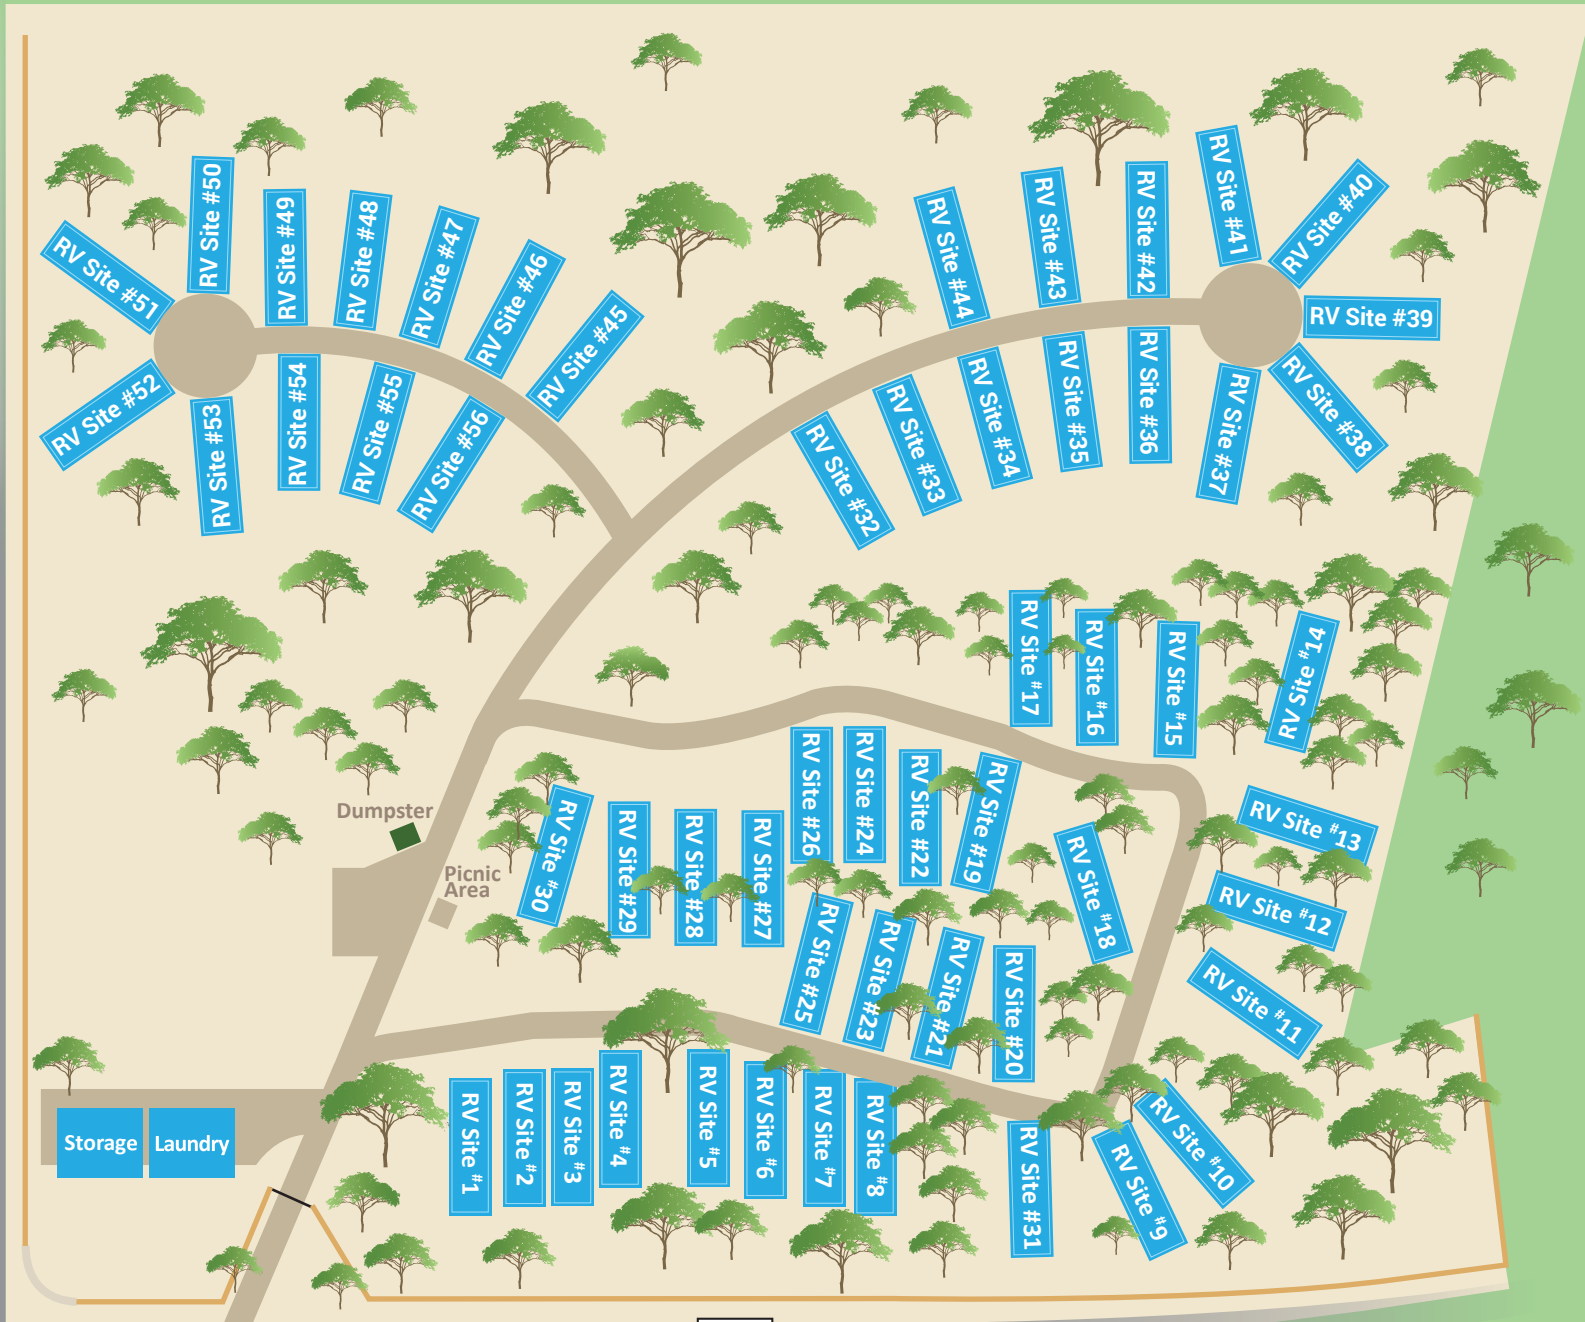 RV Site #50
RV Site #49
RV Site #48
RV Site #47
RV Site #46
RV Site #45
RV Site #51
RV Site #52
RV Site #53
RV Site #54
RV Site #55
RV Site #56
RV Site #44
RV Site #43
RV Site #42
RV Site #41
RV Site #40
RV Site #39
RV Site #38
RV Site #37
RV Site #36
RV Site #35
RV Site #34
RV Site #33
RV Site #32
RV Site #17
RV Site #16
RV Site #15
RV Site #14
RV Site #13
RV Site #12
RV Site #11
RV Site #26
RV Site #24
RV Site #22
RV Site #19
RV Site #18
Dumpster
Picnic
Area
RV Site #30
RV Site #29
RV Site #28
RV Site #27
RV Site #25
RV Site #23
RV Site #21
RV Site #20
Storage
Laundry
RV Site #1
RV Site #2
RV Site #3
RV Site #4
RV Site #5
RV Site #6
RV Site #7
RV Site #8
RV Site #31
RV Site #9
RV Site #10